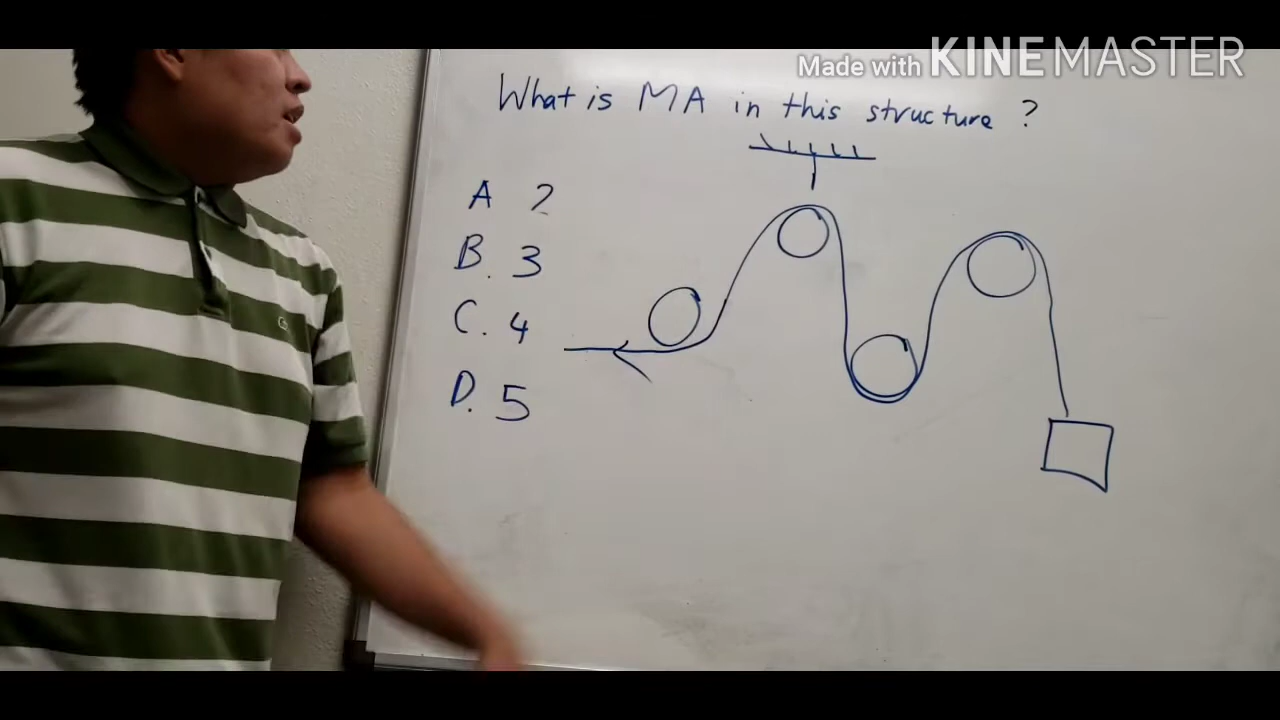 Made with KINEMASTER
What is MA in this structure ?
A 2
B. 3
C. 4
D. 5